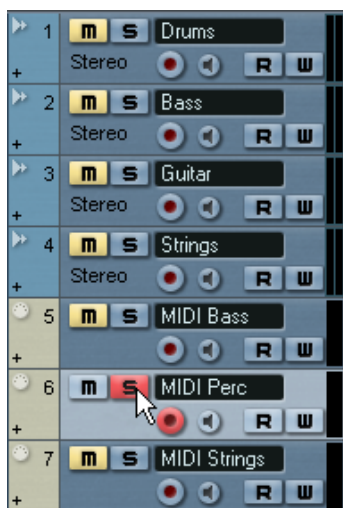 1 m S Drums
+ Stereo R W
2 m S Bass
+ Stereo R W
3 m S Guitar
+ Stereo R W
4 m S Strings
+ Stereo R W
5 m S MIDI Bass
+ R W
6 m S MIDI Perc
+ R W
7 m S MIDI Strings
+ R W